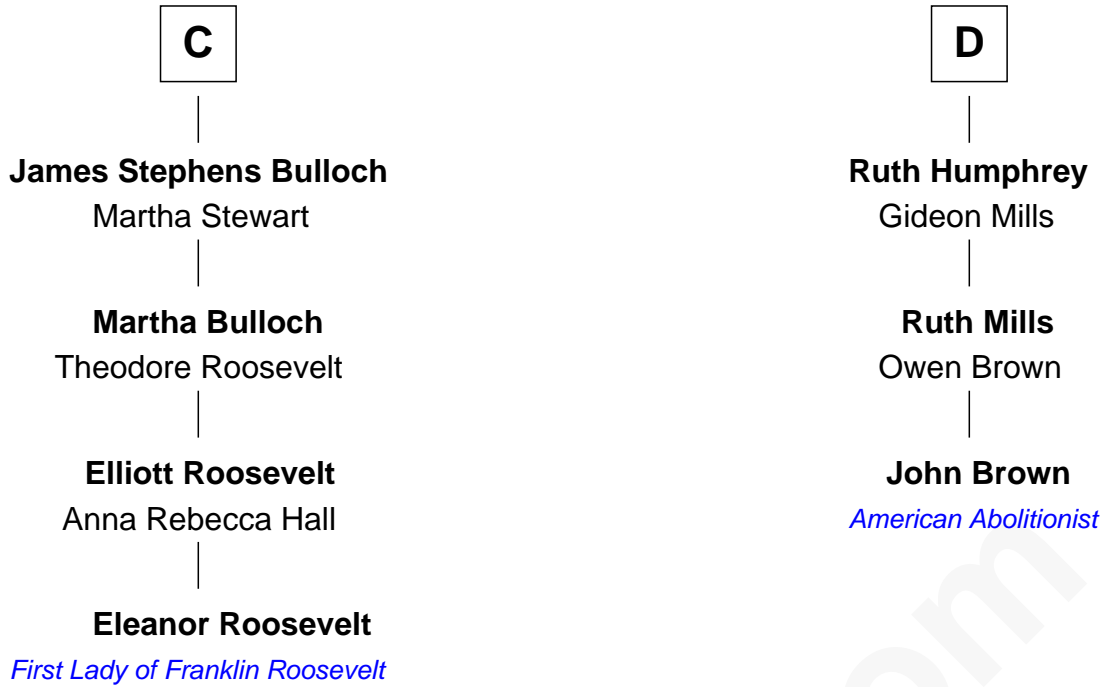 C
James Stephens Bulloch
Martha Stewart
Martha Bulloch
Theodore Roosevelt
Elliott Roosevelt
Anna Rebecca Hall
Eleanor Roosevelt
First Lady of Franklin Roosevelt
D
Ruth Humphrey
Gideon Mills
Ruth Mills
Owen Brown
John Brown
American Abolitionist
om